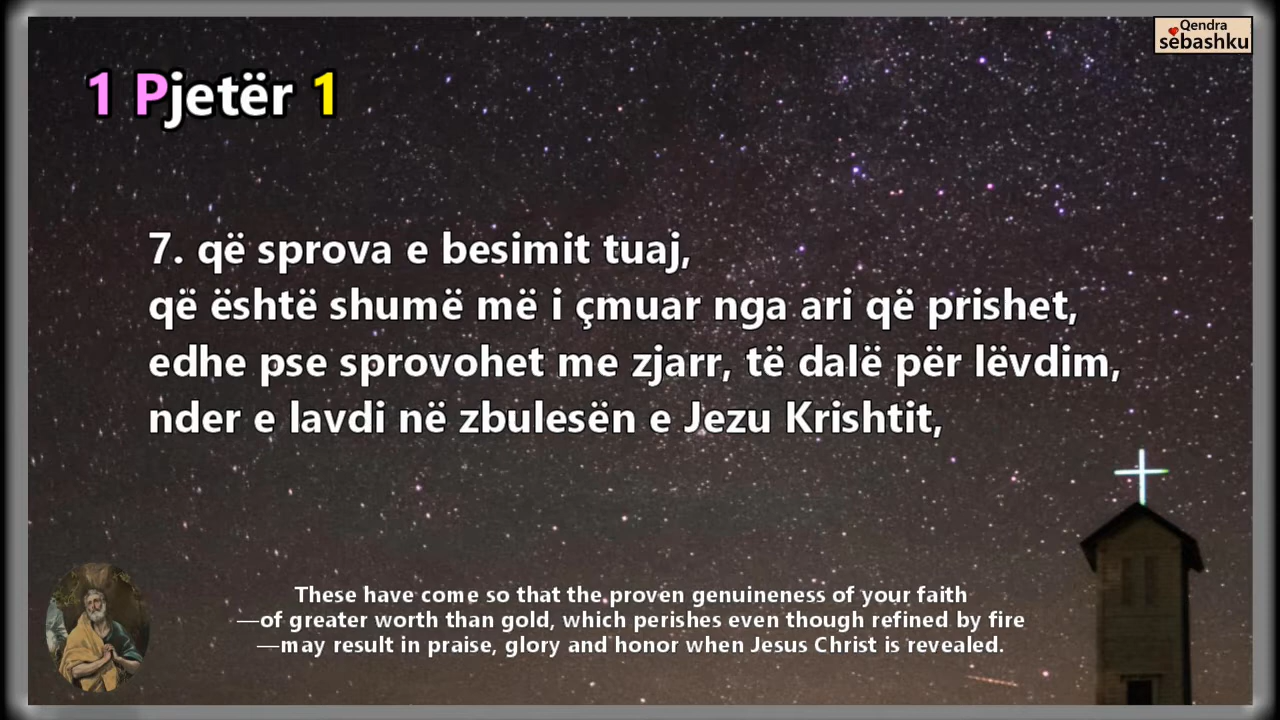 Qendra
sebashku
1 Pjetër 1
7. që sprova e besimit tuaj,
që është shumë më i çmuar nga ari që prishet,
edhe pse sprovohet me zjarr, të dalë për lëvdim,
nder e lavdi në zbulesën e Jezu Krishtit,
These have come so that the proven genuineness of your faith
—of greater worth than gold, which perishes even though refined by fire
—may result in praise, glory and honor when Jesus Christ is revealed.